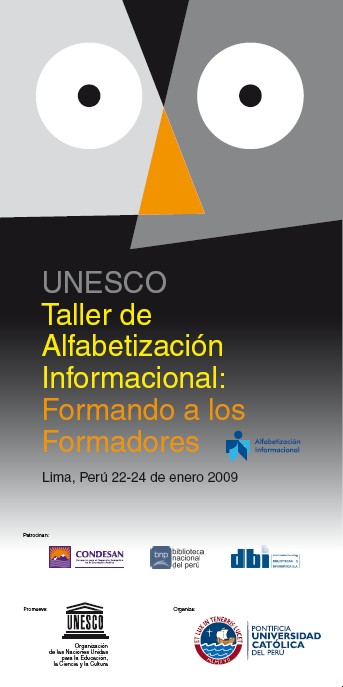 UNESCO
Taller de
Alfabetización
Informacional:
Formando a los
Formadores
Alfabetización
Informacional
Lima, Perú 22-24 de enero 2009
Patrocinan:
CONDESAN
bnp
biblioteca
nacional
del perú
dbi
Promueve:
UNESCO
Organización
de las Naciones Unidas
para la Educación,
la Ciencia y la Cultura
Organiza:
ET LUX IN TENEBRIS LUCET
PONTIFICIA
UNIVERSIDAD
CATÓLICA
DEL PERÚ